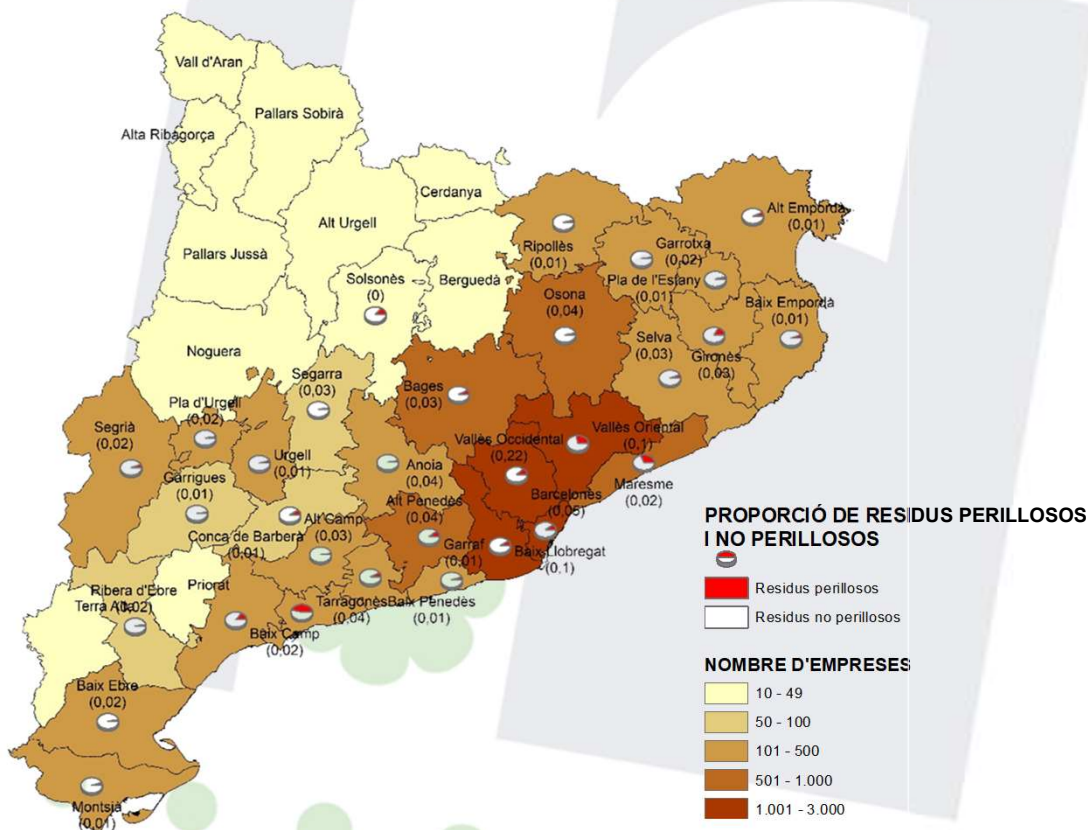 Vall d'Aran
Pallars Sobirà
Alta Ribagorça
Cerdanya
Alt Urgell
Pallars Jussà
Solsonès
(0)
Berguedà
Noguera
Ripollès
(0,01)
Garrotxa
(0,02)
Alt Empordà
(0,01)
Pla de l'Estany
(0,01)
Baix Empordà
(0,01)
Osona
(0,04)
Selva
(0,03)
Gironès
(0,03)
Segarra
(0,03)
Bages
(0,03)
Pla d'Urgell
(0,02)
Segrià
(0,02)
Urgell
(0,01)
Anoia
(0,04)
Vallès Occidental
(0,22)
Vallès Oriental
(0,1)
Maresme
(0,02)
Garrigues
(0,01)
Alt Penedès
(0,04)
Barcelonès
(0,05)
Conca de Barberà
(0,01)
Alt Camp
(0,03)
Garraf
(0,01)
Baix Llobregat
(0,1)
Priorat
Ribera d'Ebre
(0,02)
Terra Alta
Tarragonès
(0,04)
Baix Penedès
(0,01)
Baix Camp
(0,02)
Baix Ebre
(0,02)
Montsià
(0,01)
PROPORCIÓ DE RESIDUS PERILLOSOS
I NO PERILLOSOS
Residus perillosos
Residus no perillosos
NOMBRE D'EMPRESES
10 - 49
50 - 100
101 - 500
501 - 1.000
1.001 - 3.000